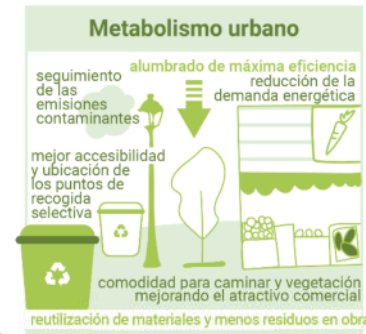 Metabolismo urbano
alumbrado de máxima eficiencia
seguimiento
de las
emisiones
contaminantes
reducción de la
demanda energética
mejor accesibilidad
y ubicación de
los puntos de
recogida
selectiva
comodidad para caminar y vegetación
mejorando el atractivo comercial
reutilización de materiales y menos residuos en obra